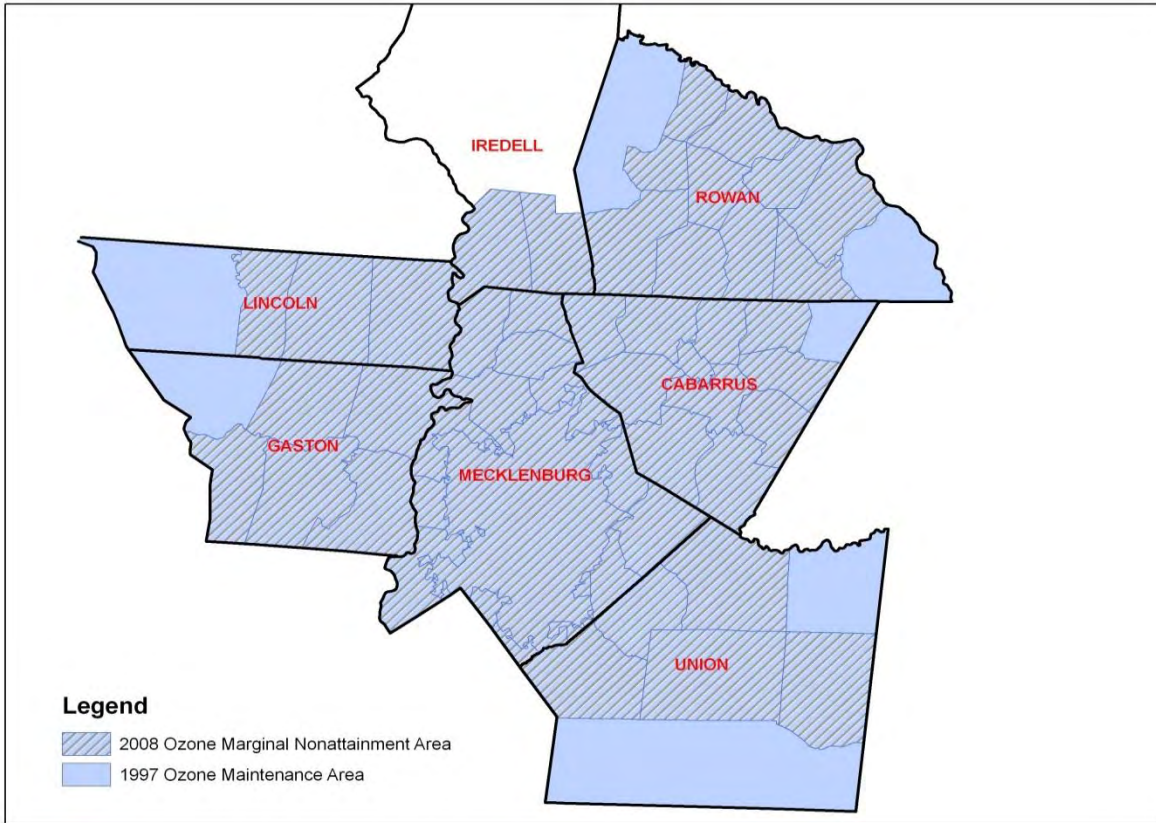 IREDELL
ROWAN
LINCOLN
CABARRUS
GASTON
MECKLENBURG
UNION
Legend
2008 Ozone Marginal Nonattainment Area
1997 Ozone Maintenance Area